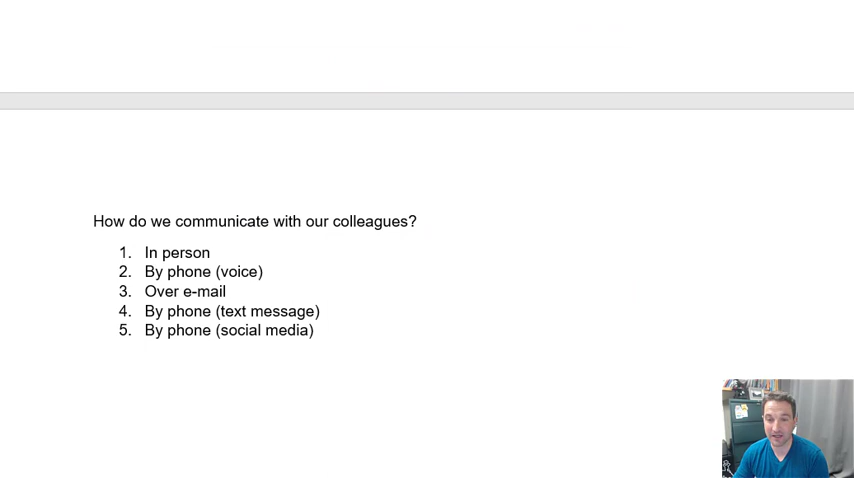 How do we communicate with our colleagues?
1. In person
2. By phone (voice)
3. Over e-mail
4. By phone (text message)
5. By phone (social media)